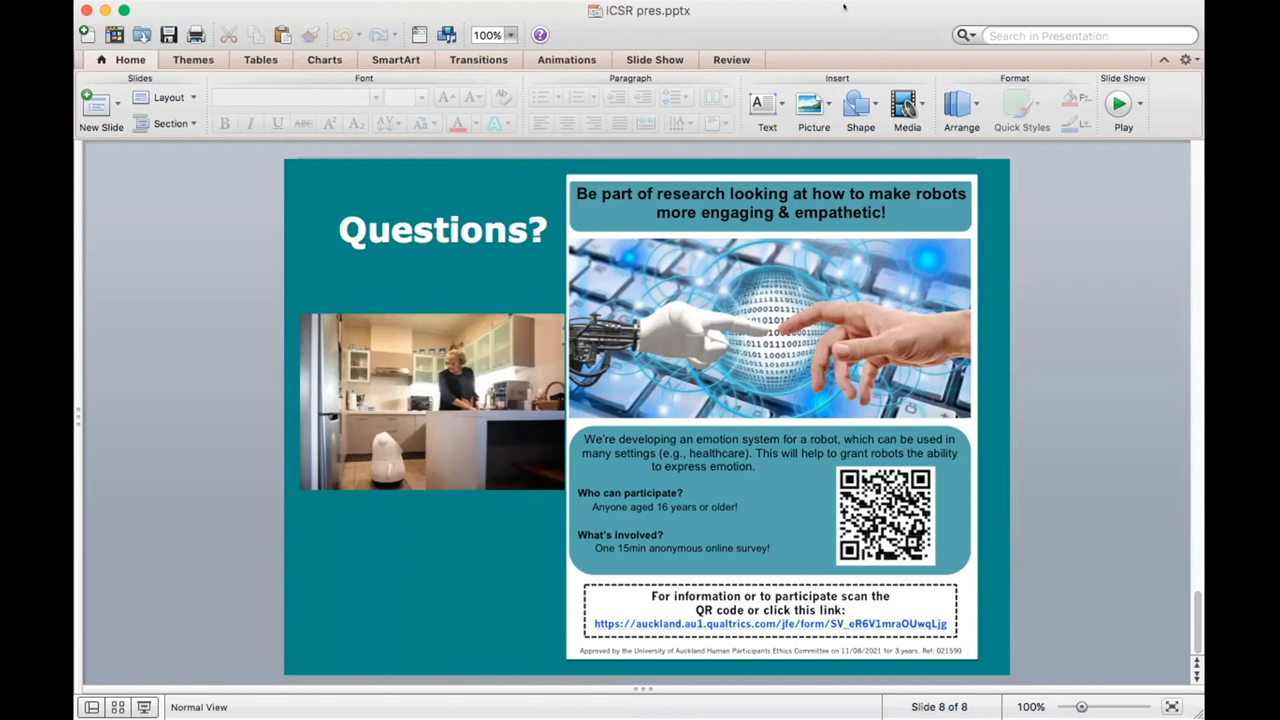 ICSR pres.pptx
100%
Search in Presentation
Home
Themes
Tables
Charts
SmartArt
Transitions
Animations
Slide Show
Review
Slides
Font
Paragraph
Insert
Format
Slide Show
New Slide
Layout
Section
B I U ABC A² A₂ AV Aa A A
Text
Picture
Shape
Media
Arrange
Quick Styles
Play
Questions?
Be part of research looking at how to make robots
more engaging & empathetic!
We're developing an emotion system for a robot, which can be used in
many settings (e.g., healthcare). This will help to grant robots the ability
to express emotion.
Who can participate?
Anyone aged 16 years or older!
What's involved?
One 15min anonymous online survey!
For information or to participate scan the
QR code or click this link:
https://auckland.au1.qualtrics.com/jfe/form/SV_eR6V1mraOUwqLjg
Approved by the University of Auckland Human Participants Ethics Committee on 11/08/2021 for 3 years. Ref: 021590
Normal View
Slide 8 of 8
100%